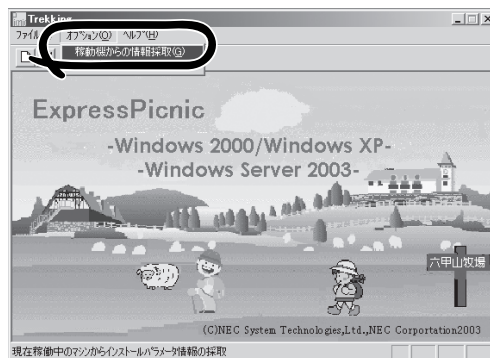 Trekking
ファイル オプション(O) ヘルプ(H)
稼動機からの情報採取(G)
ExpressPicnic
-Windows 2000/Windows XP-
-Windows Server 2003-
六甲山牧場
(C)NEC System Technologies,Ltd.,NEC Corportation2003
現在稼働中のマシンからインストールパラメータ情報の採取